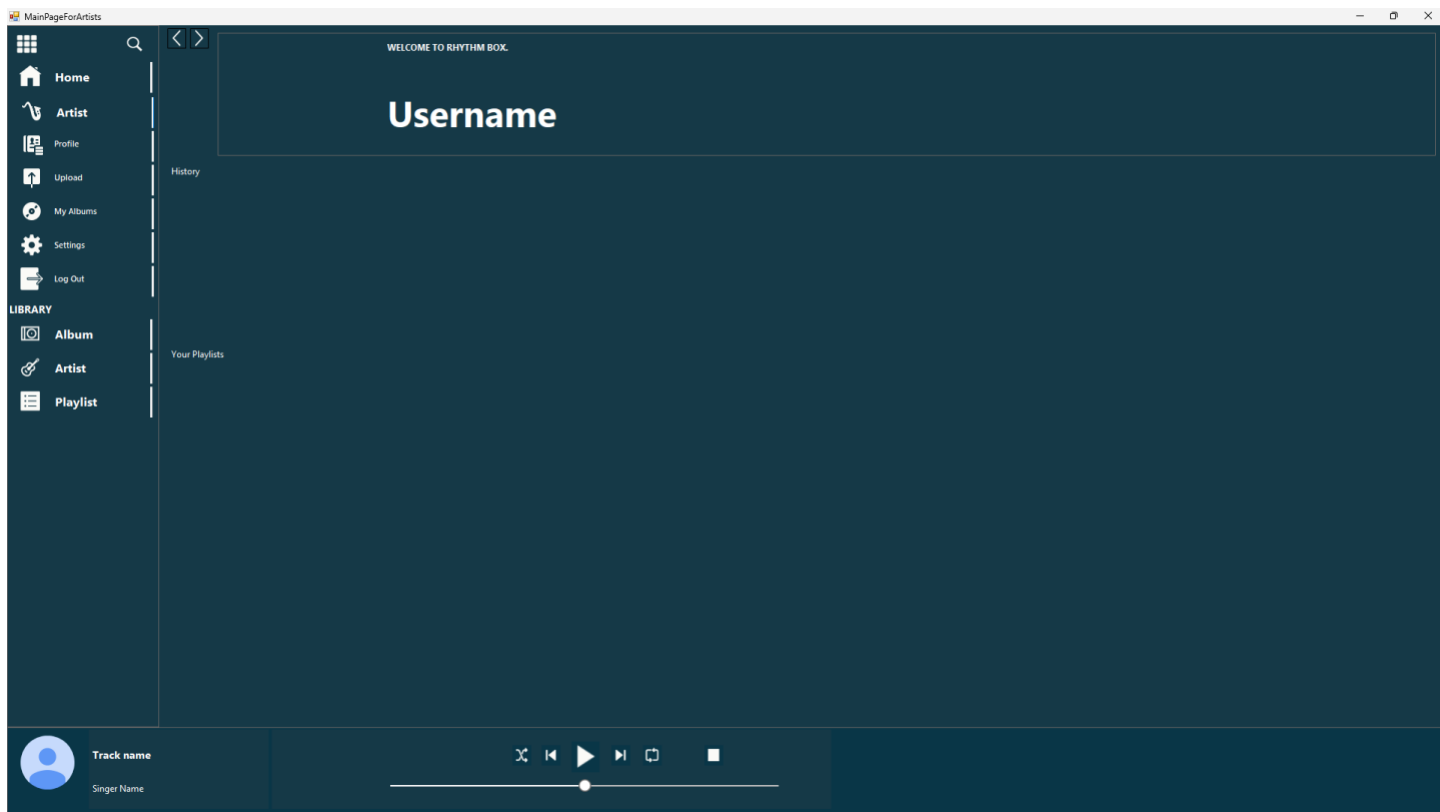 MainPageForArtists
WELCOME TO RHYTHM BOX.
Username
Home
Artist
Profile
Upload
My Albums
Settings
Log Out
LIBRARY
Album
Artist
Playlist
History
Your Playlists
Track name
Singer Name